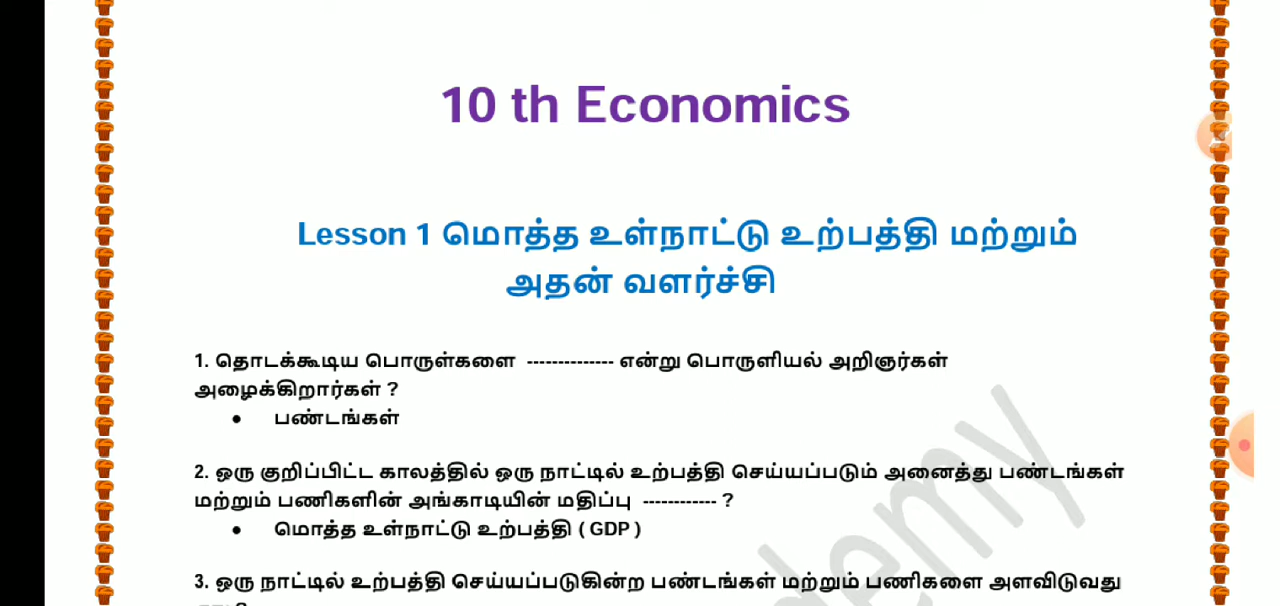 10 th Economics
Lesson 1 மொத்த உள்நாட்டு உற்பத்தி மற்றும்
அதன் வளர்ச்சி
1. தொடக்கூடிய பொருள்களை -------------- என்று பொருளியல் அறிஞர்கள்
அழைக்கிறார்கள் ?
• பண்டங்கள்
2. ஒரு குறிப்பிட்ட காலத்தில் ஒரு நாட்டில் உற்பத்தி செய்யப்படும் அனைத்து பண்டங்கள்
மற்றும் பணிகளின் அங்காடியின் மதிப்பு ------------ ?
• மொத்த உள்நாட்டு உற்பத்தி ( GDP )
3. ஒரு நாட்டில் உற்பத்தி செய்யப்படுகின்ற பண்டங்கள் மற்றும் பணிகளை அளவிடுவது